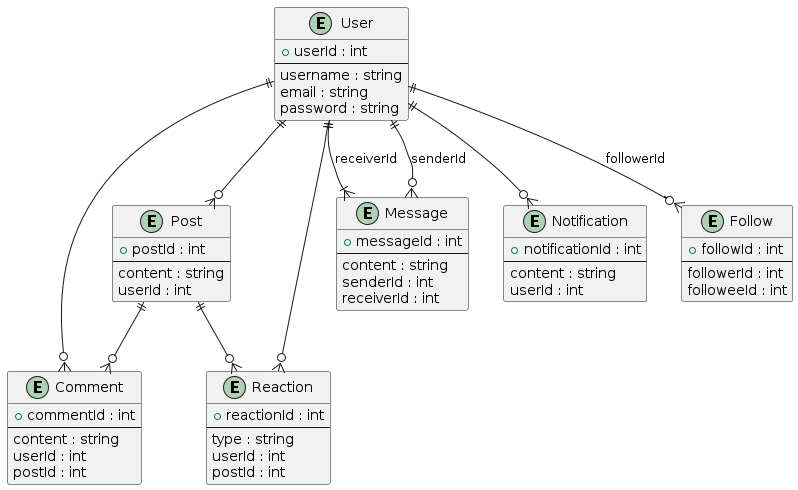 E User
userId : int
username : string
email : string
password : string
receiverId
senderId
followerId
E Post
postId : int
content : string
userId : int
E Message
messageId : int
content : string
senderId : int
receiverId : int
E Notification
notificationId : int
content : string
userId : int
E Follow
followId : int
followerId : int
followeeId : int
E Comment
commentId : int
content : string
userId : int
postId : int
E Reaction
reactionId : int
type : string
userId : int
postId : int